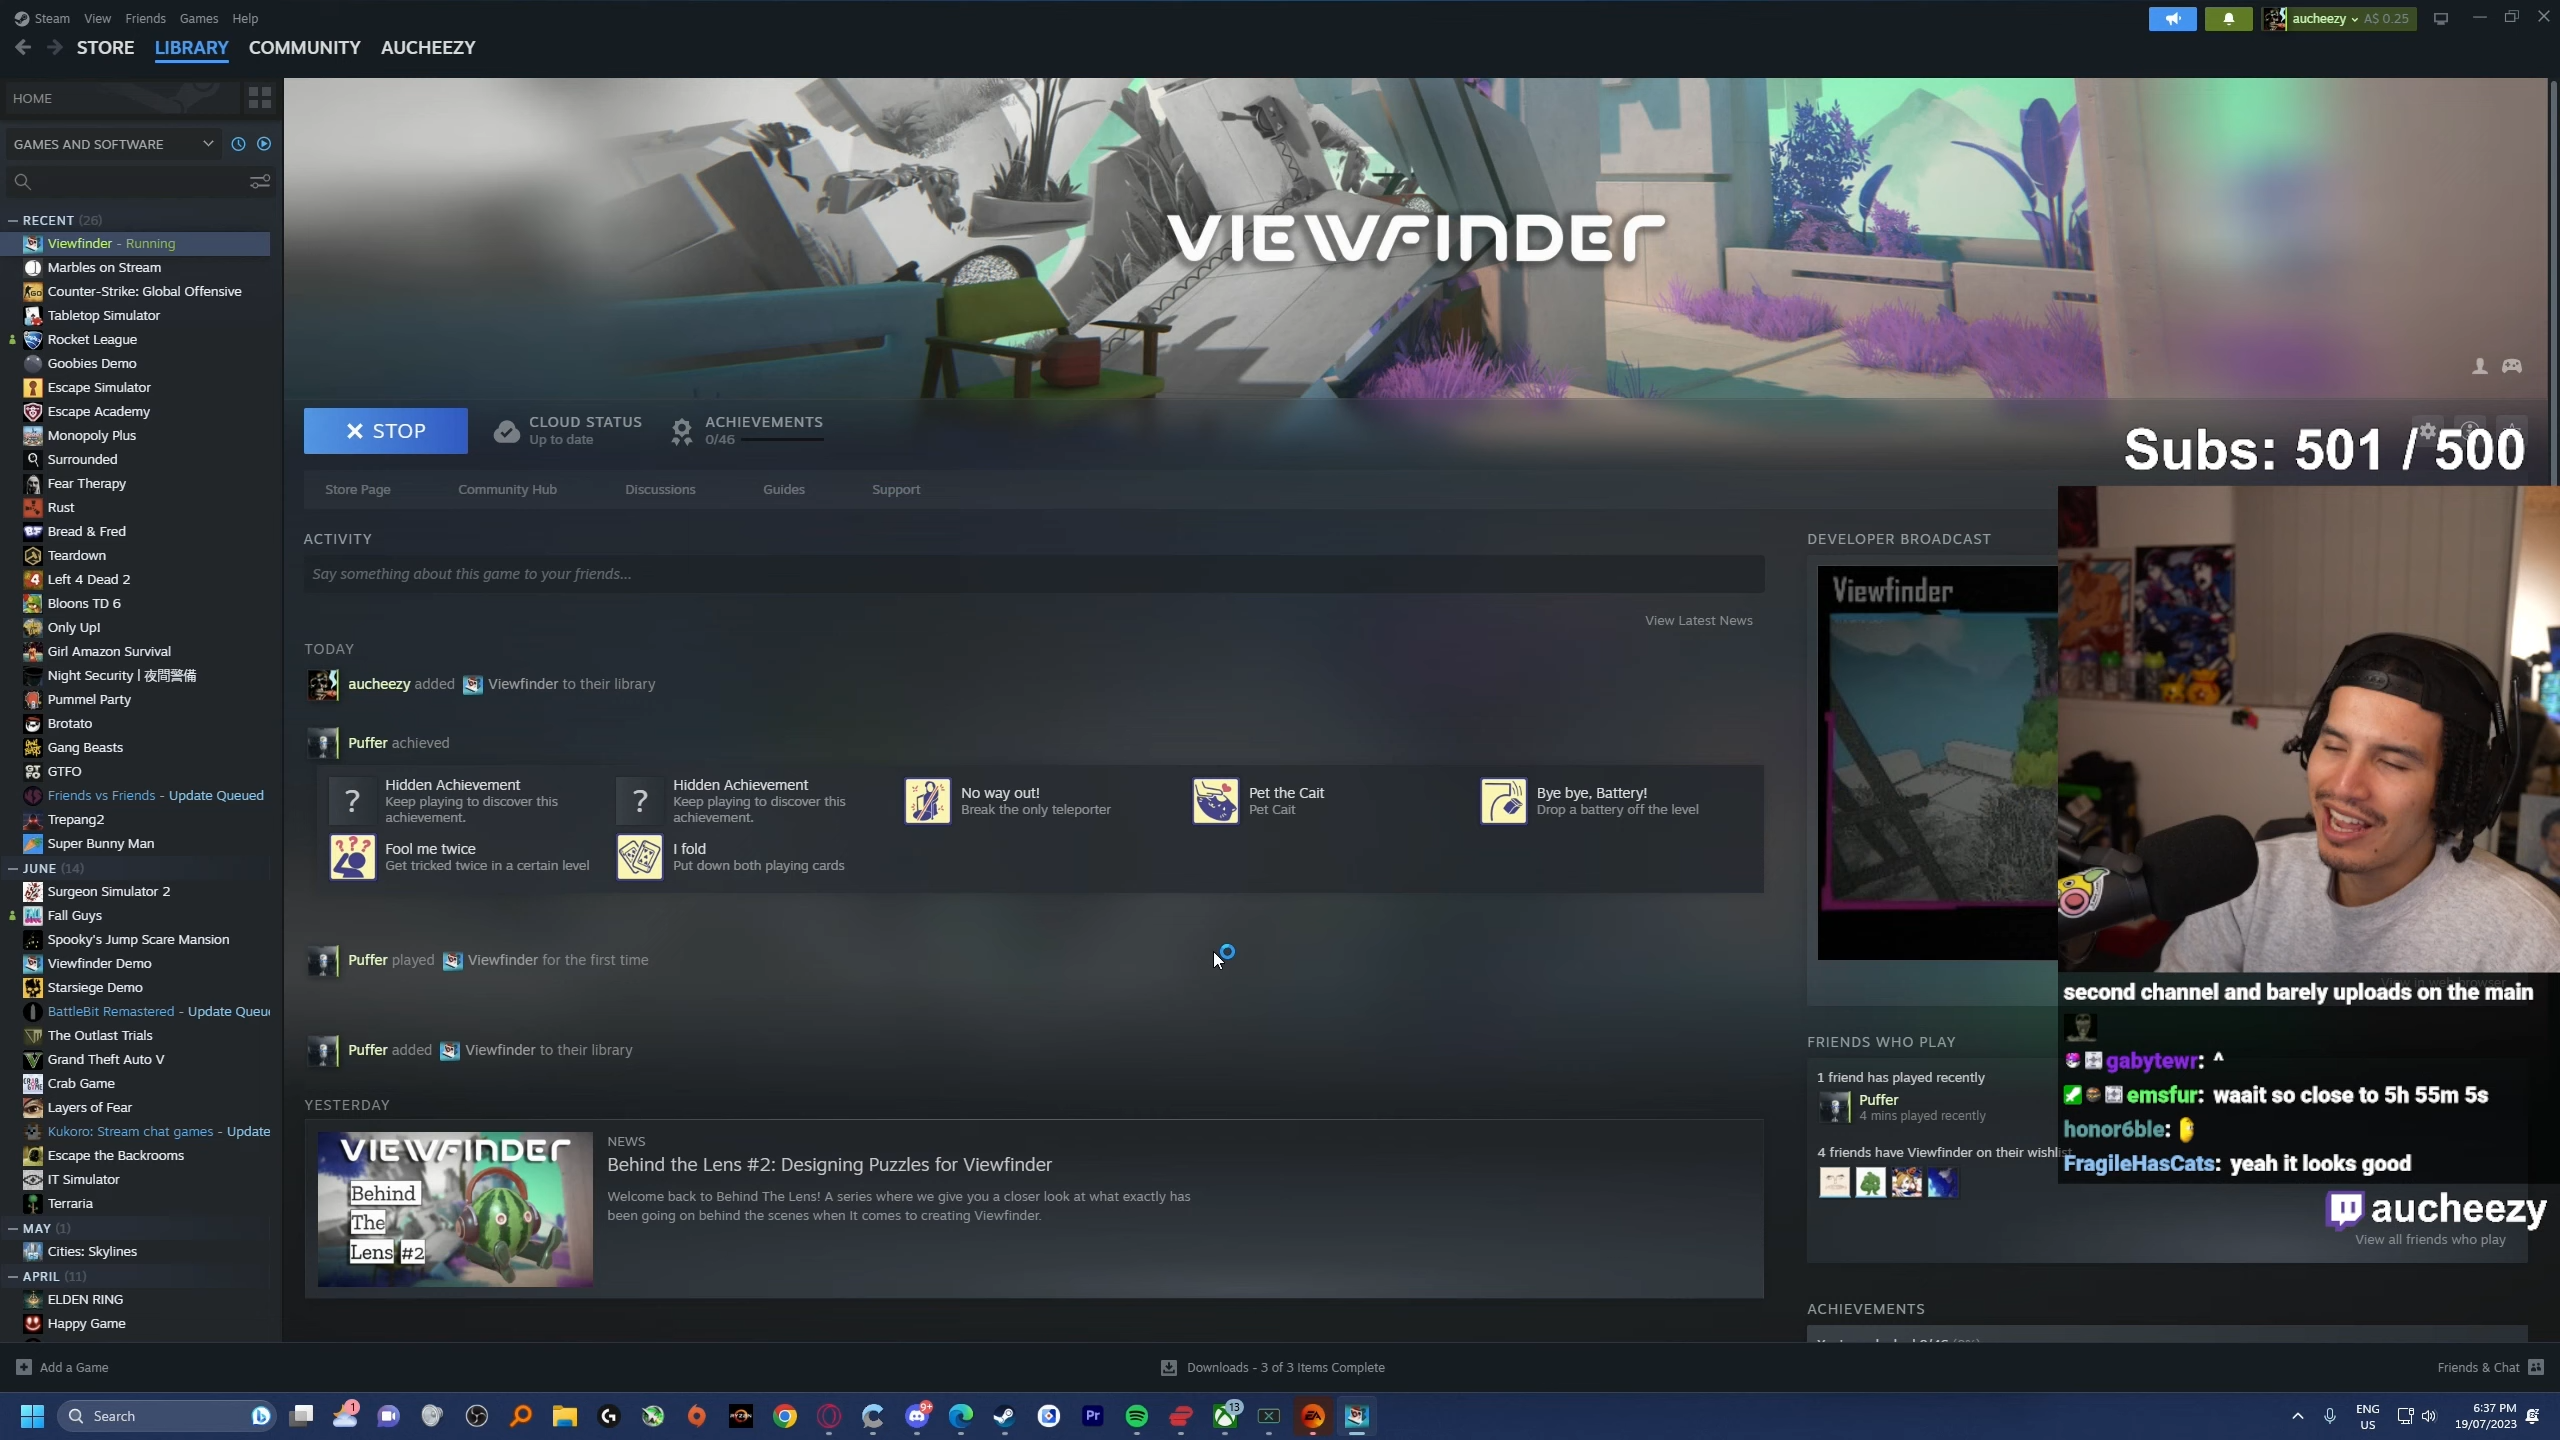 Steam View Friends Games Help
aucheezy A$ 0.25
STORE LIBRARY COMMUNITY AUCHEEZY
HOME
GAMES AND SOFTWARE
— RECENT (26)
Viewfinder - Running
Marbles on Stream
Counter-Strike: Global Offensive
Tabletop Simulator
Rocket League
Goobies Demo
Escape Simulator
Escape Academy
Monopoly Plus
Surrounded
Fear Therapy
Rust
Bread & Fred
Teardown
Left 4 Dead 2
Bloons TD 6
Only Up!
Girl Amazon Survival
Night Security | 夜間警備
Pummel Party
Brotato
Gang Beasts
GTFO
Friends vs Friends - Update Queued
Trepang2
Super Bunny Man
— JUNE (14)
Surgeon Simulator 2
Fall Guys
Spooky's Jump Scare Mansion
Viewfinder Demo
Starsiege Demo
BattleBit Remastered - Update Queu
The Outlast Trials
Grand Theft Auto V
Crab Game
Layers of Fear
Kukoro: Stream chat games - Update
Escape the Backrooms
IT Simulator
Terraria
— MAY (1)
Cities: Skylines
— APRIL (11)
ELDEN RING
Happy Game
VIEWFINDER
STOP
CLOUD STATUS
Up to date
ACHIEVEMENTS
0/46
Subs: 501 / 500
Store Page Community Hub Discussions Guides Support
ACTIVITY
Say something about this game to your friends...
View Latest News
TODAY
aucheezy added Viewfinder to their library
Puffer achieved
Hidden Achievement
Keep playing to discover this
achievement.
Hidden Achievement
Keep playing to discover this
achievement.
No way out!
Break the only teleporter
Pet the Cait
Pet Cait
Bye bye, Battery!
Drop a battery off the level
Fool me twice
Get tricked twice in a certain level
I fold
Put down both playing cards
Puffer played Viewfinder for the first time
Puffer added Viewfinder to their library
YESTERDAY
VIEWFINDER
Behind
The
Lens #2
NEWS
Behind the Lens #2: Designing Puzzles for Viewfinder
Welcome back to Behind The Lens! A series where we give you a closer look at what exactly has
been going on behind the scenes when It comes to creating Viewfinder.
DEVELOPER BROADCAST
Viewfinder
View in web browser
second channel and barely uploads on the main
gabytewr: ^
emsfur: waait so close to 5h 55m 5s
honor6ble:
FragileHasCats: yeah it looks good
aucheezy
FRIENDS WHO PLAY
1 friend has played recently
Puffer
4 mins played recently
4 friends have Viewfinder on their wishlist
View all friends who play
ACHIEVEMENTS
Add a Game
Downloads - 3 of 3 Items Complete
Friends & Chat
Search
1
RYZEN
9+
Pr
13
EA
ENG
US
6:37 PM
19/07/2023